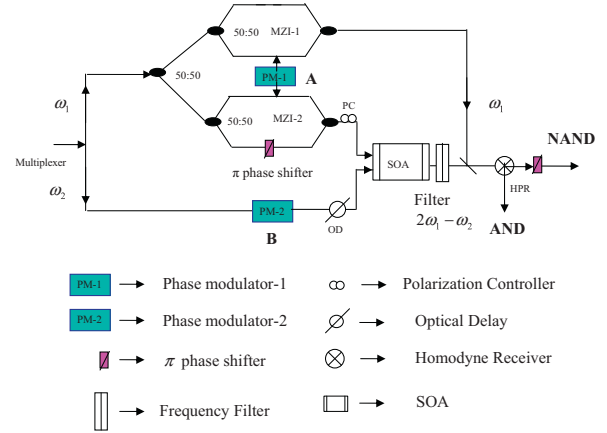 50:50
MZI-1
PM-1
A
50:50
ω₁
50:50
MZI-2
PC
π phase shifter
Multiplexer
ω₂
PM-2
B
OD
SOA
Filter
2ω₁ − ω₂
ω₁
NAND
HPR
AND
PM-1 Phase modulator-1
Polarization Controller
PM-2 Phase modulator-2
Optical Delay
π phase shifter
Homodyne Receiver
Frequency Filter
SOA